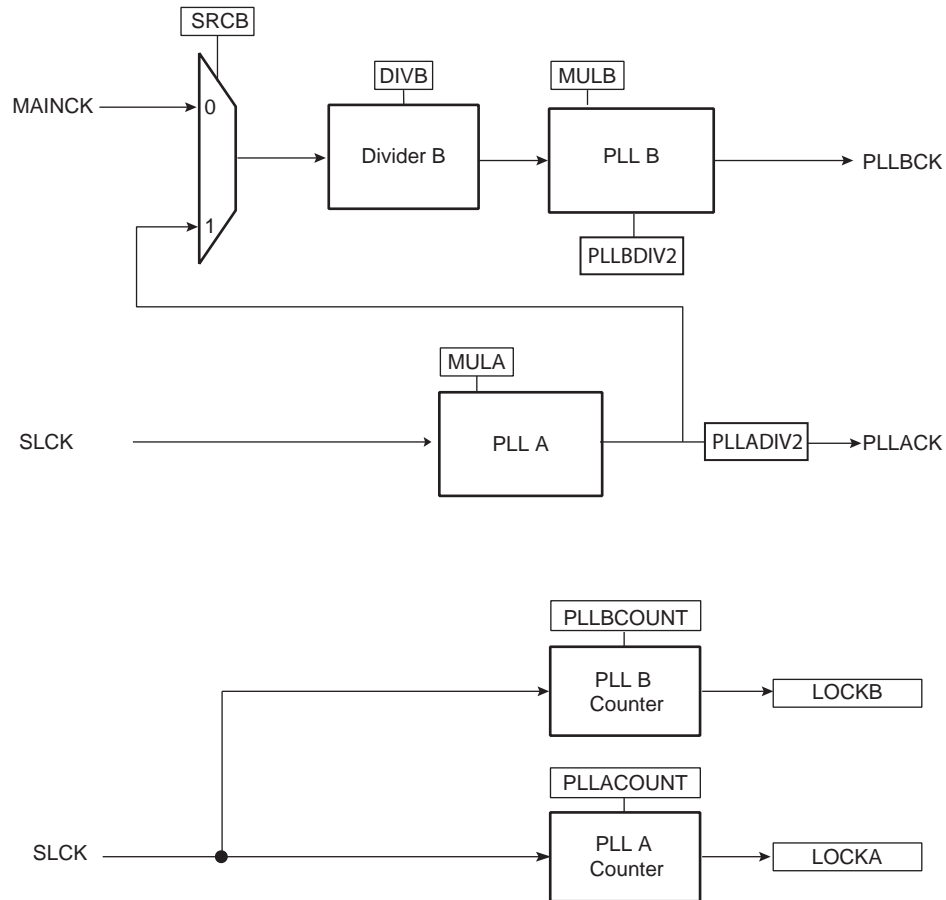 SRCB
DIVB
MULB
MAINCK
0
Divider B
PLL B
PLLBCK
1
PLLBDIV2
MULA
SLCK
PLL A
PLLADIV2
PLLACK
PLLBCOUNT
PLL B
Counter
LOCKB
PLLACOUNT
SLCK
PLL A
Counter
LOCKA